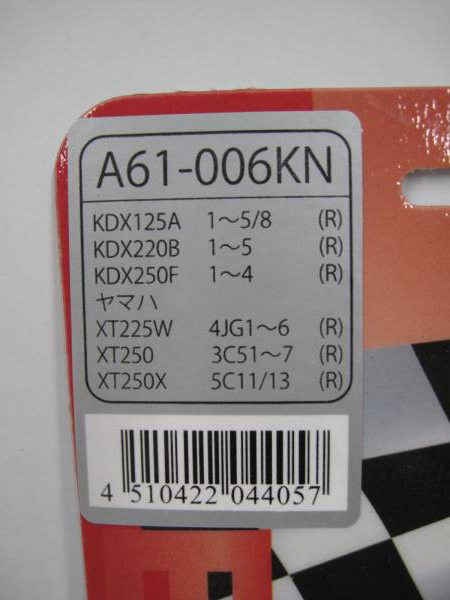 A61-006KN
KDX125A 1～5/8 (R)
KDX220B 1～5 (R)
KDX250F 1～4 (R)
ヤマハ
XT225W 4JG1～6 (R)
XT250 3C51～7 (R)
XT250X 5C11/13 (R)
4 510422 044057